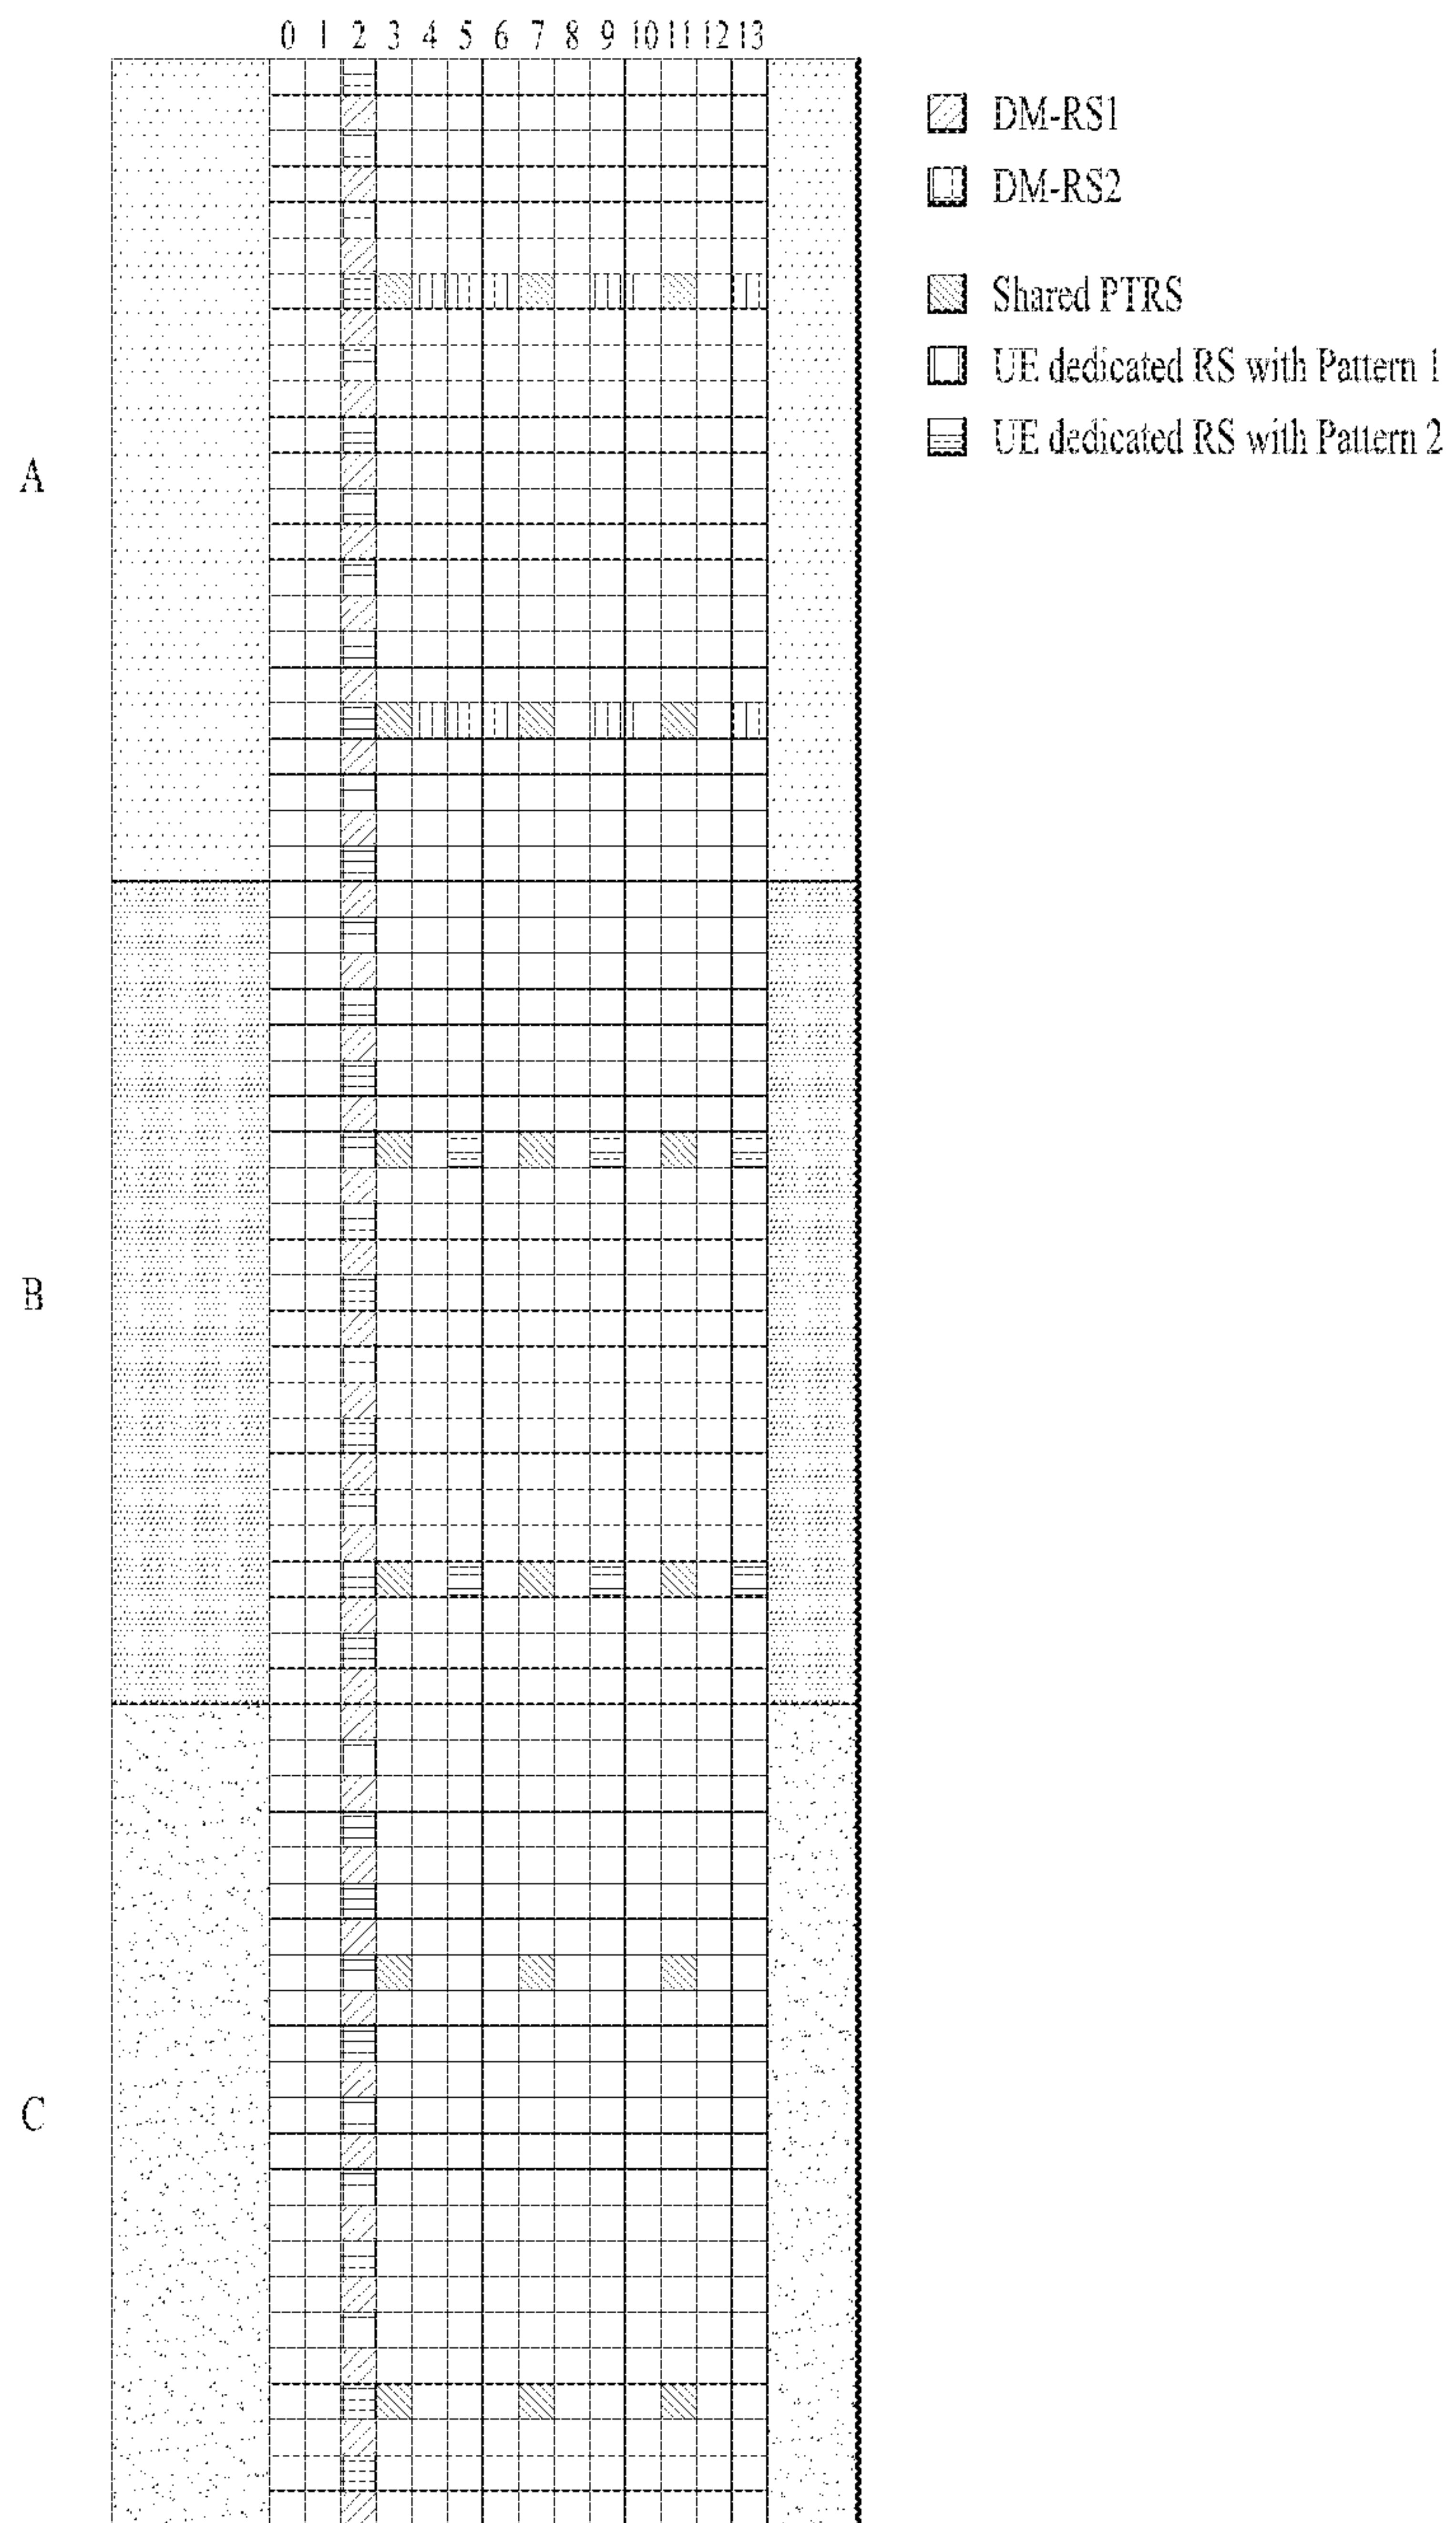 0 1 2 3 4 5 6 7 8 9 10 11 12 13
DM-RS1
DM-RS2
Shared PTRS
UE dedicated RS with Pattern 1
UE dedicated RS with Pattern 2
A
B
C